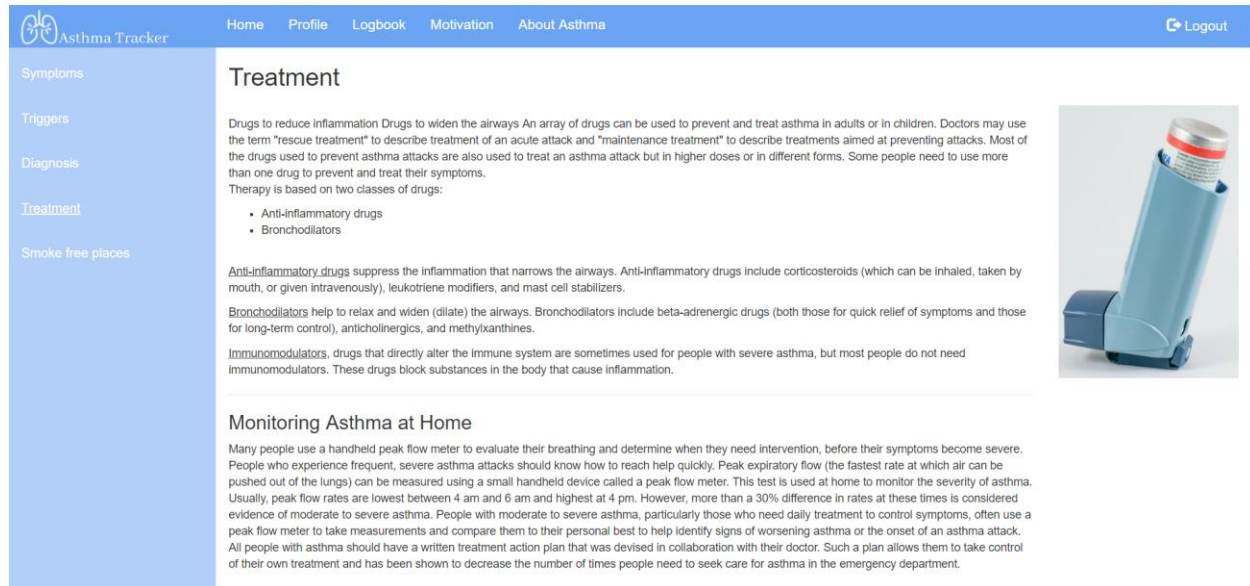 Asthma Tracker
Home Profile Logbook Motivation About Asthma
Logout
Symptoms
Triggers
Diagnosis
Treatment
Smoke free places
Treatment
Drugs to reduce inflammation Drugs to widen the airways An array of drugs can be used to prevent and treat asthma in adults or in children. Doctors may use
the term "rescue treatment" to describe treatment of an acute attack and "maintenance treatment" to describe treatments aimed at preventing attacks. Most of
the drugs used to prevent asthma attacks are also used to treat an asthma attack but in higher doses or in different forms. Some people need to use more
than one drug to prevent and treat their symptoms.
Therapy is based on two classes of drugs:
• Anti-inflammatory drugs
• Bronchodilators
Anti-inflammatory drugs suppress the inflammation that narrows the airways. Anti-inflammatory drugs include corticosteroids (which can be inhaled, taken by
mouth, or given intravenously), leukotriene modifiers, and mast cell stabilizers.
Bronchodilators help to relax and widen (dilate) the airways. Bronchodilators include beta-adrenergic drugs (both those for quick relief of symptoms and those
for long-term control), anticholinergics, and methylxanthines.
Immunomodulators, drugs that directly alter the immune system are sometimes used for people with severe asthma, but most people do not need
immunomodulators. These drugs block substances in the body that cause inflammation.
Monitoring Asthma at Home
Many people use a handheld peak flow meter to evaluate their breathing and determine when they need intervention, before their symptoms become severe.
People who experience frequent, severe asthma attacks should know how to reach help quickly. Peak expiratory flow (the fastest rate at which air can be
pushed out of the lungs) can be measured using a small handheld device called a peak flow meter. This test is used at home to monitor the severity of asthma.
Usually, peak flow rates are lowest between 4 am and 6 am and highest at 4 pm. However, more than a 30% difference in rates at these times is considered
evidence of moderate to severe asthma. People with moderate to severe asthma, particularly those who need daily treatment to control symptoms, often use a
peak flow meter to take measurements and compare them to their personal best to help identify signs of worsening asthma or the onset of an asthma attack.
All people with asthma should have a written treatment action plan that was devised in collaboration with their doctor. Such a plan allows them to take control
of their own treatment and has been shown to decrease the number of times people need to seek care for asthma in the emergency department.